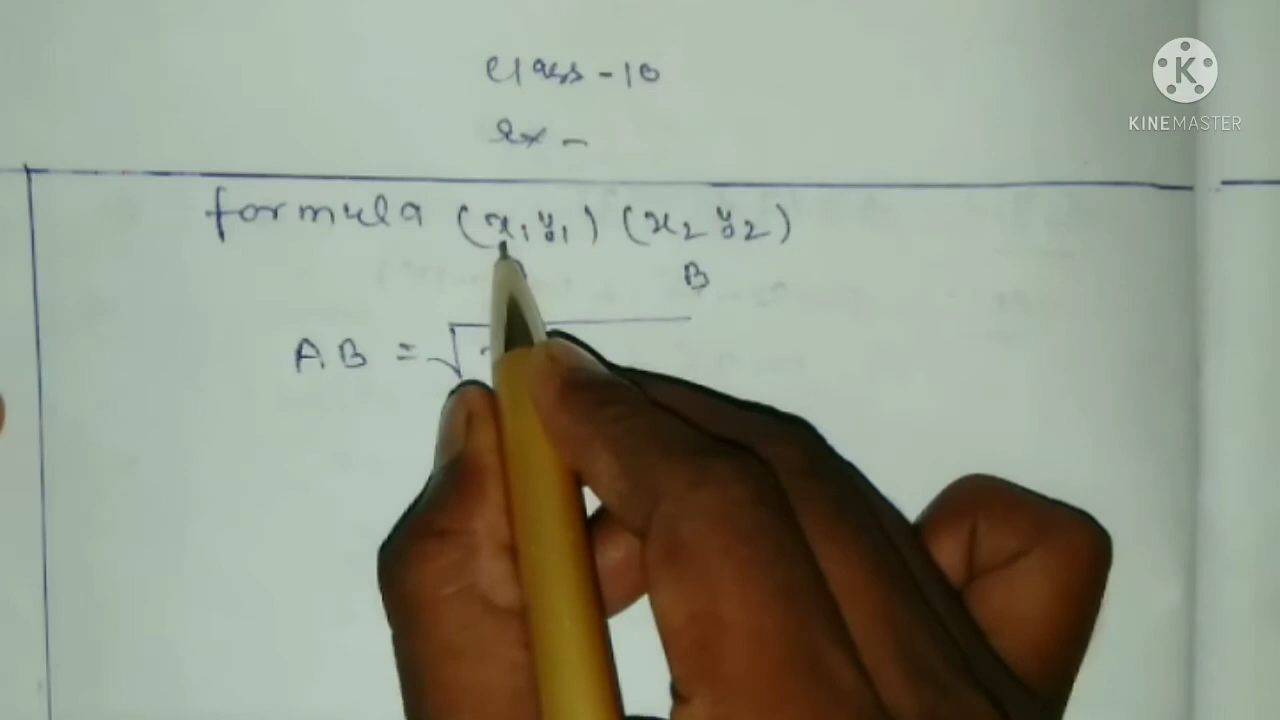 Class - 10
Ex -
formula (x₁ y₁) (x₂ y₂)
B
AB = √
K
KINEMASTER